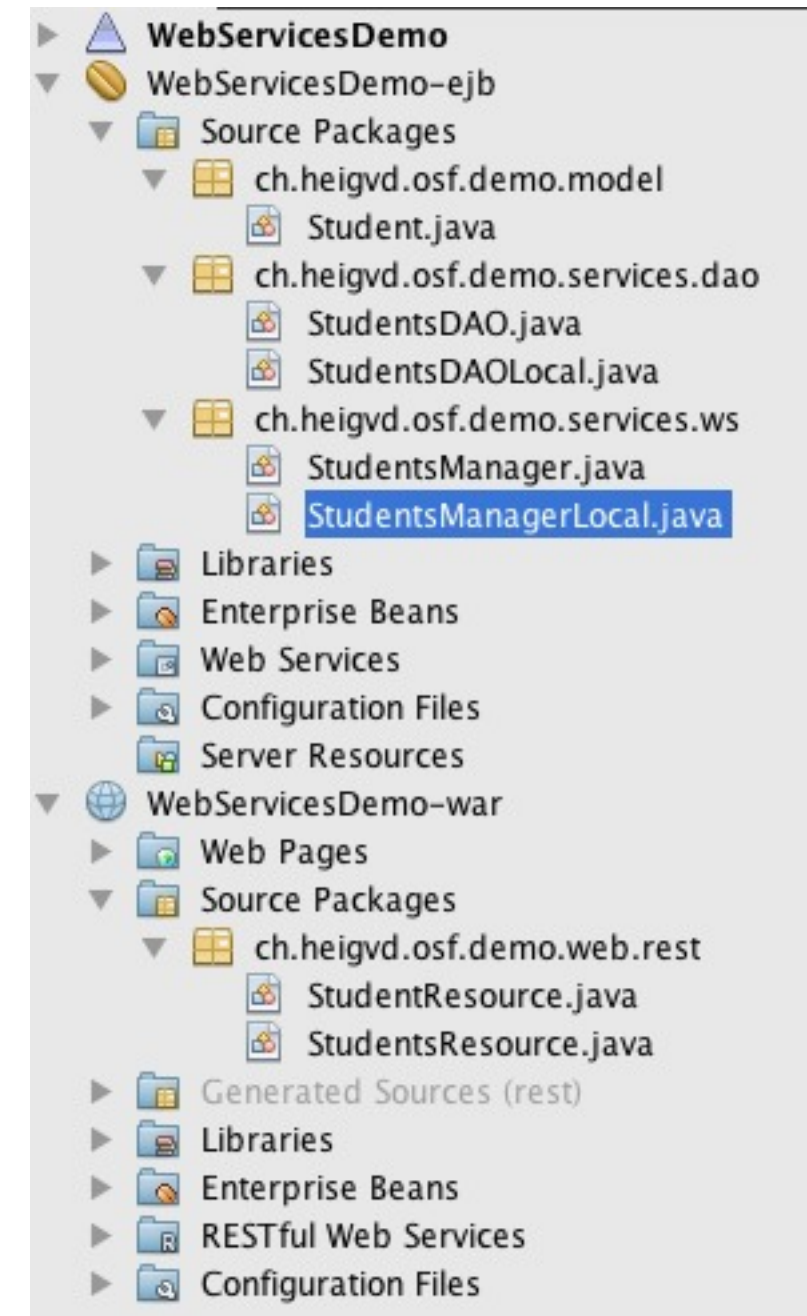 WebServicesDemo
WebServicesDemo-ejb
Source Packages
ch.heigvd.osf.demo.model
Student.java
ch.heigvd.osf.demo.services.dao
StudentsDAO.java
StudentsDAOLocal.java
ch.heigvd.osf.demo.services.ws
StudentsManager.java
StudentsManagerLocal.java
Libraries
Enterprise Beans
Web Services
Configuration Files
Server Resources
WebServicesDemo-war
Web Pages
Source Packages
ch.heigvd.osf.demo.web.rest
StudentResource.java
StudentsResource.java
Generated Sources (rest)
Libraries
Enterprise Beans
RESTful Web Services
Configuration Files